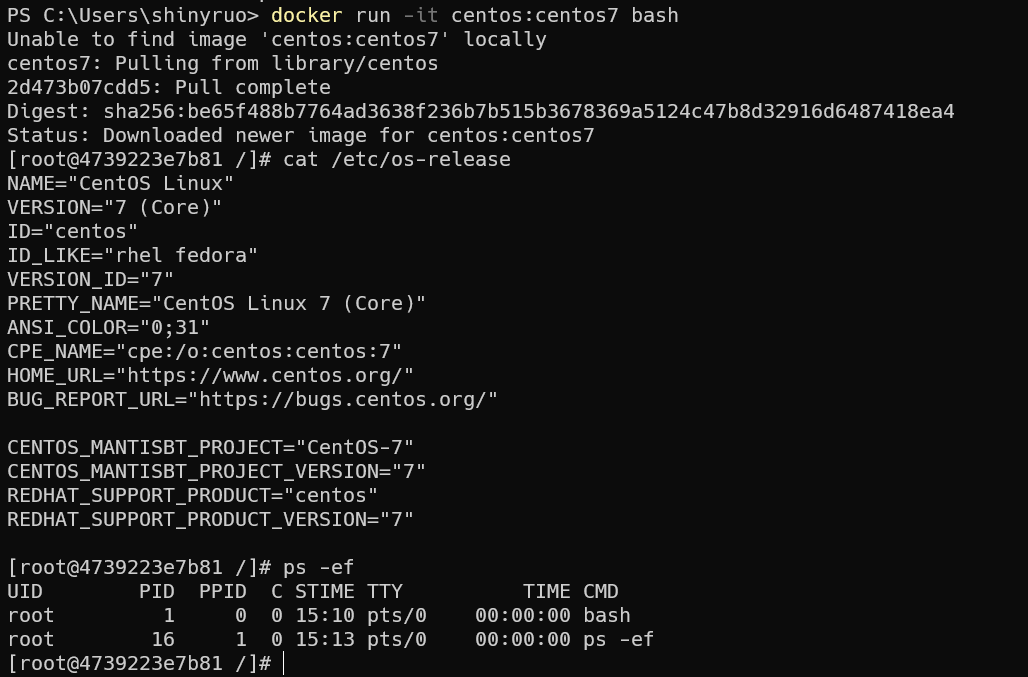 PS C:\Users\shinyruo> docker run -it centos:centos7 bash
Unable to find image 'centos:centos7' locally
centos7: Pulling from library/centos
2d473b07cdd5: Pull complete
Digest: sha256:be65f488b7764ad3638f236b7b515b3678369a5124c47b8d32916d6487418ea4
Status: Downloaded newer image for centos:centos7
[root@4739223e7b81 /]# cat /etc/os-release
NAME="CentOS Linux"
VERSION="7 (Core)"
ID="centos"
ID_LIKE="rhel fedora"
VERSION_ID="7"
PRETTY_NAME="CentOS Linux 7 (Core)"
ANSI_COLOR="0;31"
CPE_NAME="cpe:/o:centos:centos:7"
HOME_URL="https://www.centos.org/"
BUG_REPORT_URL="https://bugs.centos.org/"

CENTOS_MANTISBT_PROJECT="CentOS-7"
CENTOS_MANTISBT_PROJECT_VERSION="7"
REDHAT_SUPPORT_PRODUCT="centos"
REDHAT_SUPPORT_PRODUCT_VERSION="7"

[root@4739223e7b81 /]# ps -ef
UID        PID  PPID  C STIME TTY          TIME CMD
root         1     0  0 15:10 pts/0    00:00:00 bash
root        16     1  0 15:13 pts/0    00:00:00 ps -ef
[root@4739223e7b81 /]#